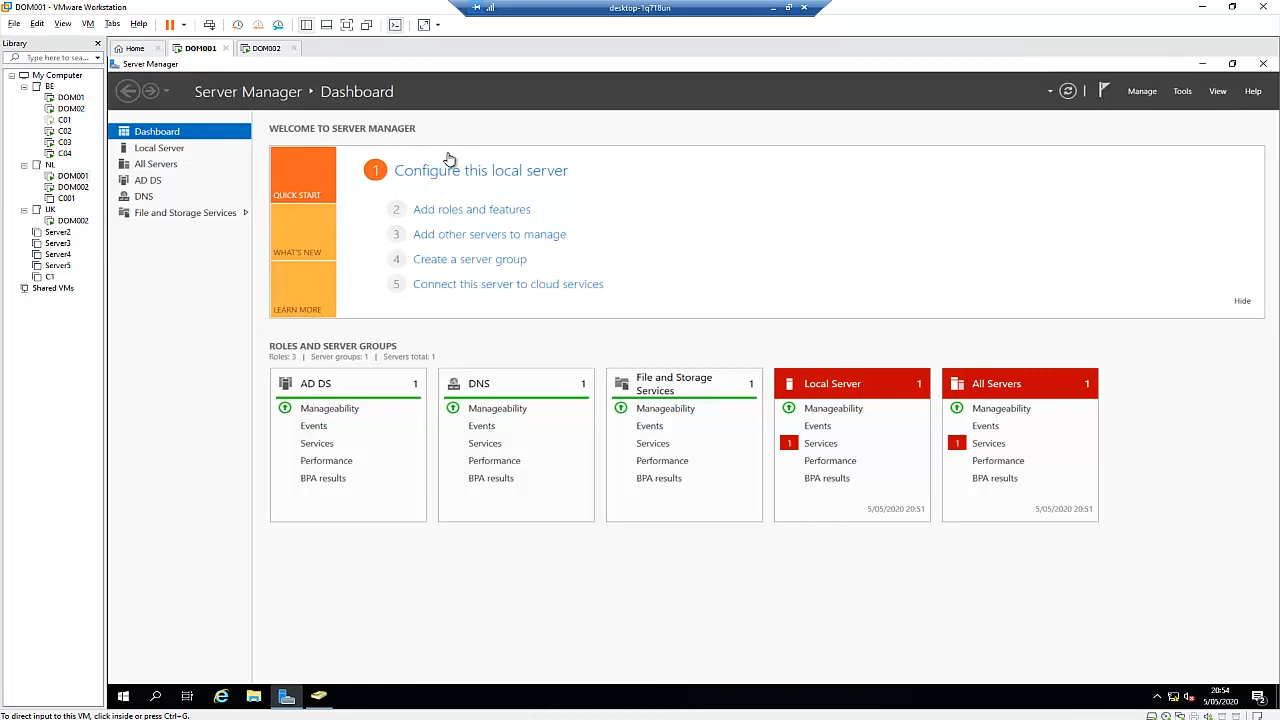 DOM001 - VMware Workstation
desktop-1q718un
File Edit View VM Tabs Help
Library
Type here to sea...
My Computer
BE
DOM01
DOM02
C01
C02
C03
C04
NL
DOM001
DOM002
C001
UK
DOM002
Server2
Server3
Server4
Server5
C1
Shared VMs
Home DOM001 DOM002
Server Manager
Server Manager Dashboard
Manage Tools View Help
Dashboard
Local Server
All Servers
AD DS
DNS
File and Storage Services
WELCOME TO SERVER MANAGER
QUICK START
WHAT'S NEW
LEARN MORE
1 Configure this local server
2 Add roles and features
3 Add other servers to manage
4 Create a server group
5 Connect this server to cloud services
Hide
ROLES AND SERVER GROUPS
Roles: 3 | Server groups: 1 | Servers total: 1
AD DS 1
Manageability
Events
Services
Performance
BPA results
DNS 1
Manageability
Events
Services
Performance
BPA results
File and Storage
Services 1
Manageability
Events
Services
Performance
BPA results
Local Server 1
Manageability
Events
1 Services
Performance
BPA results
5/05/2020 20:51
All Servers 1
Manageability
Events
1 Services
Performance
BPA results
5/05/2020 20:51
20:54
5/05/2020
To direct input to this VM, click inside or press Ctrl+G.